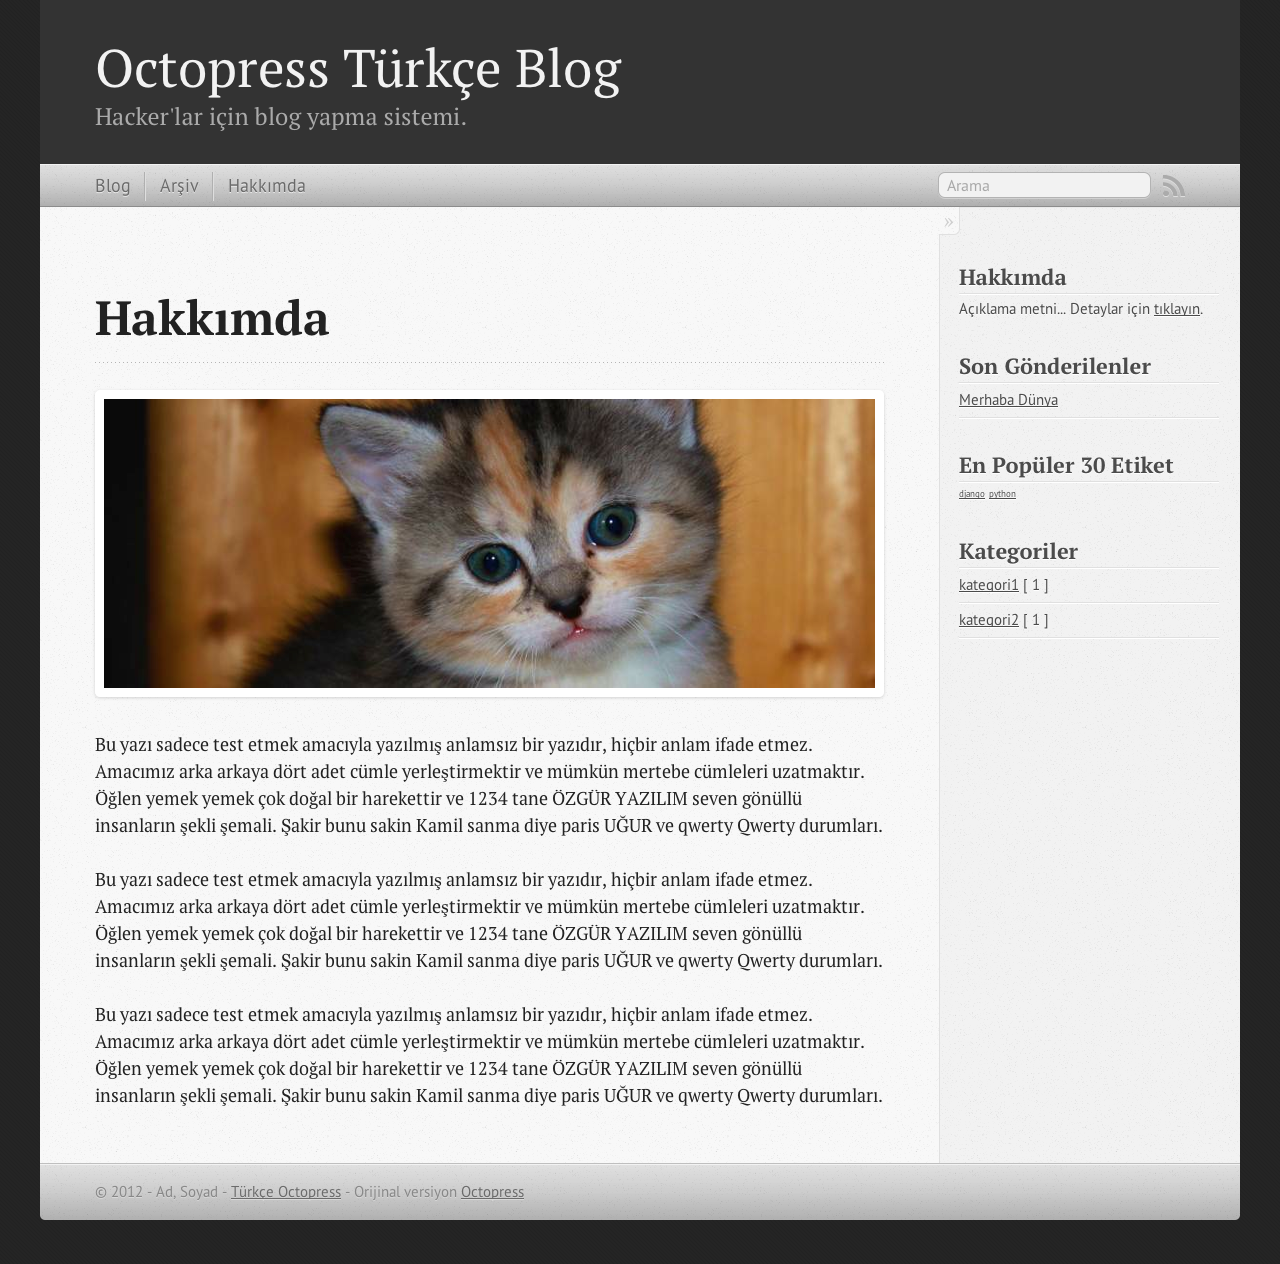 Octopress Türkçe Blog
Hacker'lar için blog yapma sistemi.
Blog
Arşiv
Hakkımda
Arama
»
Hakkımda
Bu yazı sadece test etmek amacıyla yazılmış anlamsız bir yazıdır, hiçbir anlam ifade etmez.
Amacımız arka arkaya dört adet cümle yerleştirmektir ve mümkün mertebe cümleleri uzatmaktır.
Öğlen yemek yemek çok doğal bir harekettir ve 1234 tane ÖZGÜR YAZILIM seven gönüllü
insanların şekli şemali. Şakir bunu sakin Kamil sanma diye paris UĞUR ve qwerty Qwerty durumları.
Bu yazı sadece test etmek amacıyla yazılmış anlamsız bir yazıdır, hiçbir anlam ifade etmez.
Amacımız arka arkaya dört adet cümle yerleştirmektir ve mümkün mertebe cümleleri uzatmaktır.
Öğlen yemek yemek çok doğal bir harekettir ve 1234 tane ÖZGÜR YAZILIM seven gönüllü
insanların şekli şemali. Şakir bunu sakin Kamil sanma diye paris UĞUR ve qwerty Qwerty durumları.
Bu yazı sadece test etmek amacıyla yazılmış anlamsız bir yazıdır, hiçbir anlam ifade etmez.
Amacımız arka arkaya dört adet cümle yerleştirmektir ve mümkün mertebe cümleleri uzatmaktır.
Öğlen yemek yemek çok doğal bir harekettir ve 1234 tane ÖZGÜR YAZILIM seven gönüllü
insanların şekli şemali. Şakir bunu sakin Kamil sanma diye paris UĞUR ve qwerty Qwerty durumları.
Hakkımda
Açıklama metni... Detaylar için tıklayın.
Son Gönderilenler
Merhaba Dünya
En Popüler 30 Etiket
django python
Kategoriler
kategori1 [ 1 ]
kategori2 [ 1 ]
© 2012 - Ad, Soyad - Türkçe Octopress - Orijinal versiyon Octopress